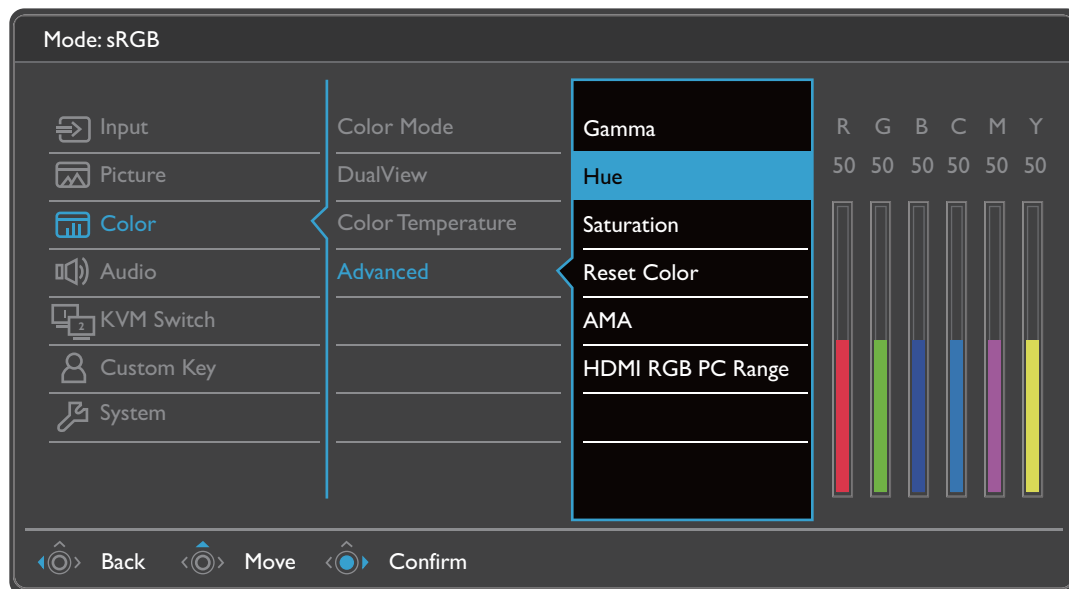 Mode: sRGB
Input
Picture
Color
Audio
KVM Switch
1
2
Custom Key
System
Color Mode
DualView
Color Temperature
Advanced
Gamma
Hue
Saturation
Reset Color
AMA
HDMI RGB PC Range
R G B C M Y
50 50 50 50 50 50
Back Move Confirm